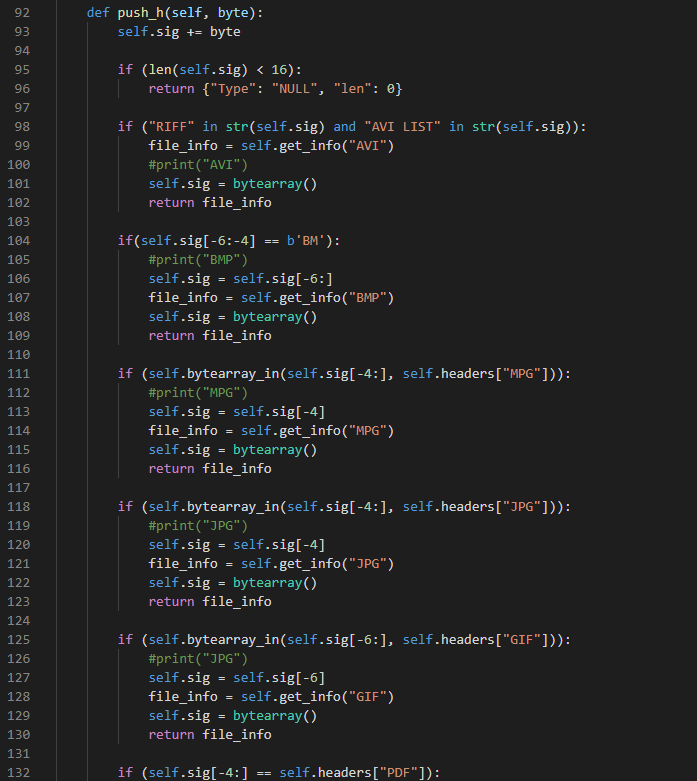 92 def push_h(self, byte):
93 self.sig += byte
94
95 if (len(self.sig) < 16):
96 return {"Type": "NULL", "len": 0}
97
98 if ("RIFF" in str(self.sig) and "AVI LIST" in str(self.sig)):
99 file_info = self.get_info("AVI")
100 #print("AVI")
101 self.sig = bytearray()
102 return file_info
103
104 if(self.sig[-6:-4] == b'BM'):
105 #print("BMP")
106 self.sig = self.sig[-6:]
107 file_info = self.get_info("BMP")
108 self.sig = bytearray()
109 return file_info
110
111 if (self.bytearray_in(self.sig[-4:], self.headers["MPG"])):
112 #print("MPG")
113 self.sig = self.sig[-4]
114 file_info = self.get_info("MPG")
115 self.sig = bytearray()
116 return file_info
117
118 if (self.bytearray_in(self.sig[-4:], self.headers["JPG"])):
119 #print("JPG")
120 self.sig = self.sig[-4]
121 file_info = self.get_info("JPG")
122 self.sig = bytearray()
123 return file_info
124
125 if (self.bytearray_in(self.sig[-6:], self.headers["GIF"])):
126 #print("JPG")
127 self.sig = self.sig[-6]
128 file_info = self.get_info("GIF")
129 self.sig = bytearray()
130 return file_info
131
132 if (self.sig[-4:] == self.headers["PDF"]):